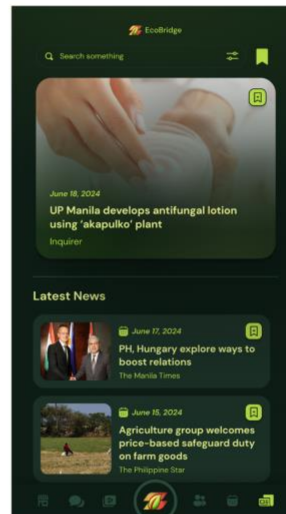 EcoBridge
Search something
June 18, 2024
UP Manila develops antifungal lotion
using 'akapulko' plant
Inquirer
Latest News
June 17, 2024
PH, Hungary explore ways to
boost relations
The Manila Times
June 15, 2024
Agriculture group welcomes
price-based safeguard duty
on farm goods
The Philippine Star